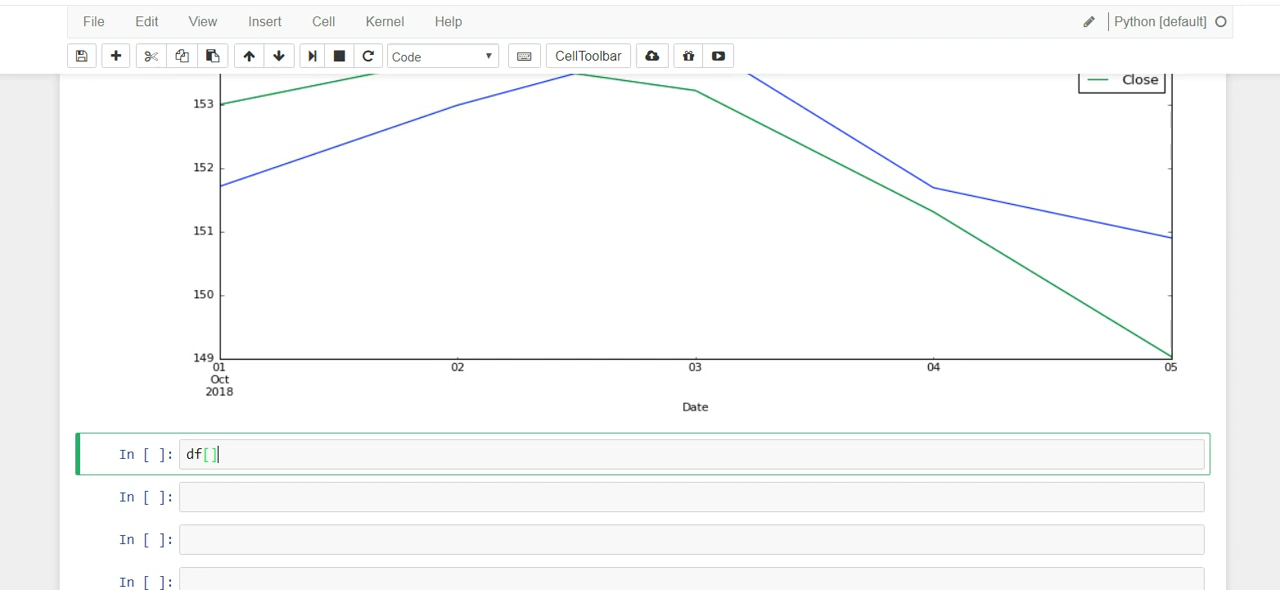 File Edit View Insert Cell Kernel Help Python [default]
Code CellToolbar
Close
153
152
151
150
149
01 02 03 04 05
Oct
2018
Date
In [ ]: df[]
In [ ]:
In [ ]:
In [ ]: